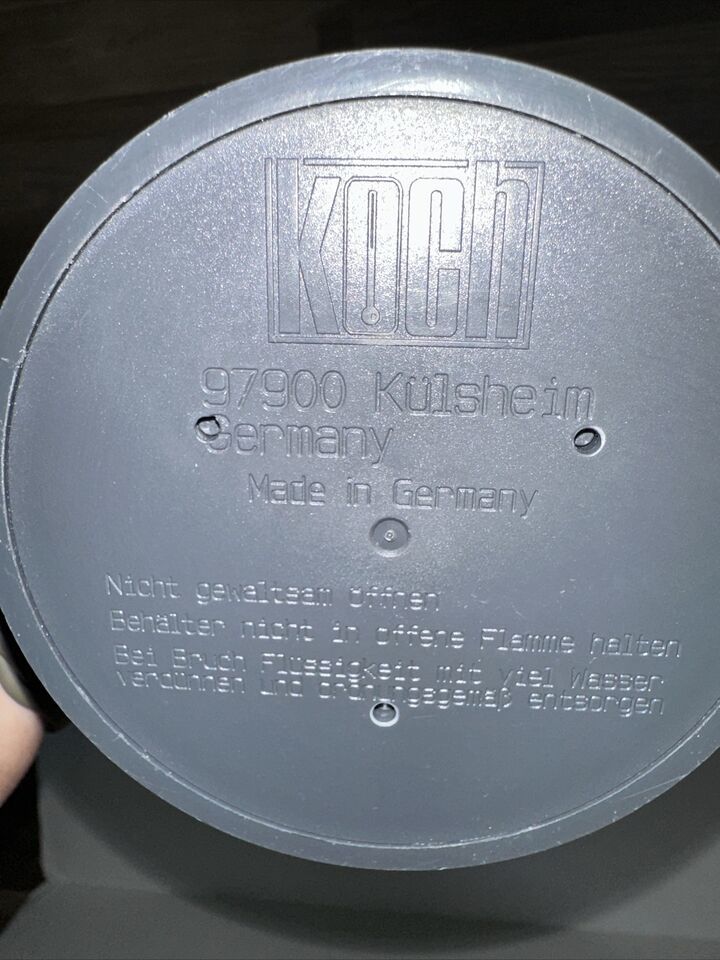 Koch
97900 Külsheim
Germany
Made in Germany
Nicht gewaltsam öffnen
Behälter nicht in offene Flamme halten
Bei Bruch Flüssigkeit mit viel Wasser
verdünnen und ordnungsgemäß entsorgen